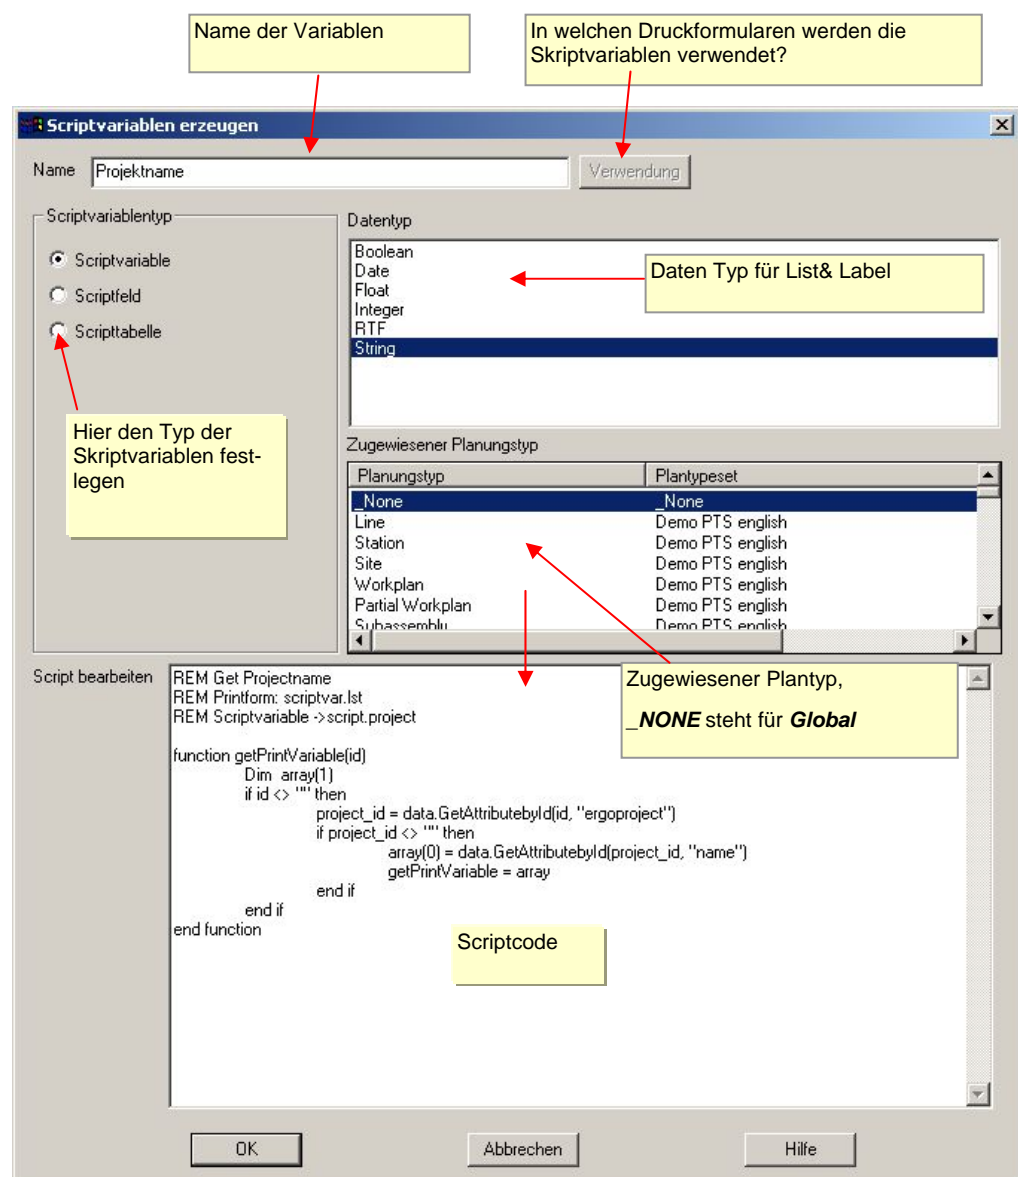 Name der Variablen
In welchen Druckformularen werden die
Skriptvariablen verwendet?
Scriptvariablen erzeugen
Name
Projektname
Verwendung
Scriptvariablentyp
Scriptvariable
Scriptfeld
Scripttabelle
Hier den Typ der
Skriptvariablen fest-
legen
Datentyp
Boolean
Date
Float
Integer
RTF
String
Daten Typ für List& Label
Zugewiesener Planungstyp
Planungstyp Plantypeset
_None _None
Line Demo PTS english
Station Demo PTS english
Site Demo PTS english
Workplan Demo PTS english
Partial Workplan Demo PTS english
Subassembly Demo PTS english
Zugewiesener Plantyp,
_NONE steht für Global
Script bearbeiten
REM Get Projectname
REM Printform: scriptvar.lst
REM Scriptvariable ->script.project
function getPrintVariable(id)
Dim array(1)
if id <> "" then
project_id = data.GetAttributebyId(id, "ergoproject")
if project_id <> "" then
array(0) = data.GetAttributebyId(project_id, "name")
getPrintVariable = array
end if
end if
end function
Scriptcode
OK
Abbrechen
Hilfe